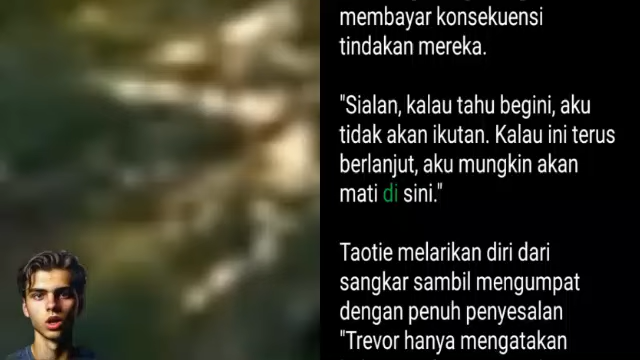 membayar konsekuensi
tindakan mereka.
"Sialan, kalau tahu begini, aku
tidak akan ikutan. Kalau ini terus
berlanjut, aku mungkin akan
mati di sini."
Taotie melarikan diri dari
sangkar sambil mengumpat
dengan penuh penyesalan
"Trevor hanya mengatakan